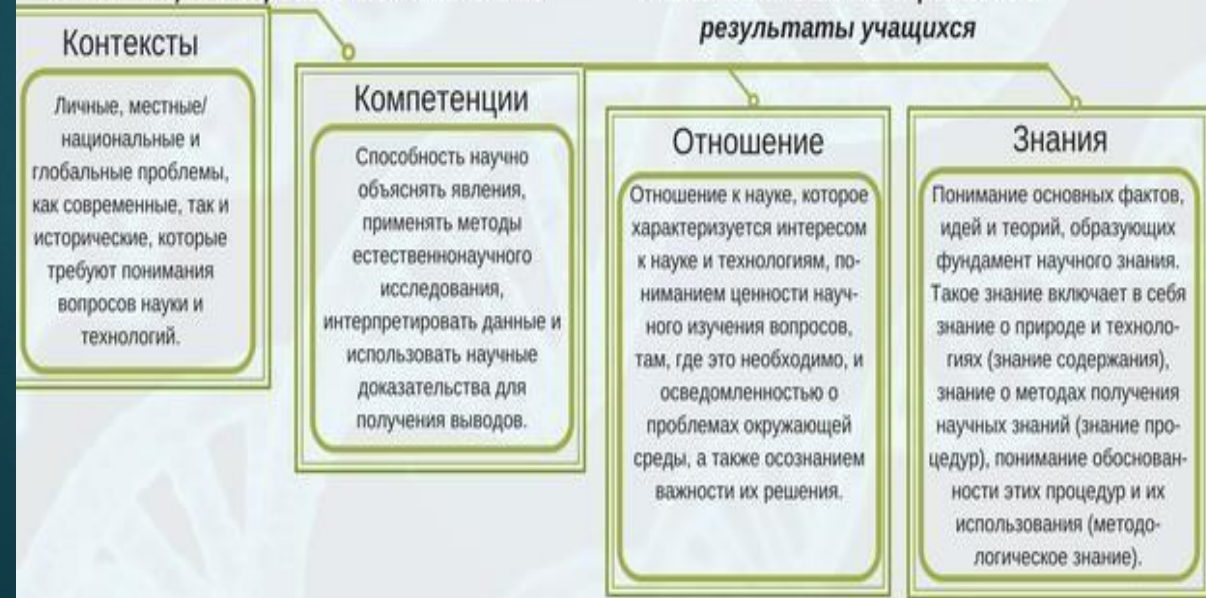 результаты учащихся
Контексты
Личные, местные/
национальные и
глобальные проблемы,
как современные, так и
исторические, которые
требуют понимания
вопросов науки и
технологий.
Компетенции
Способность научно
объяснять явления,
применять методы
естественнонаучного
исследования,
интерпретировать данные и
использовать научные
доказательства для
получения выводов.
Отношение
Отношение к науке, которое
характеризуется интересом
к науке и технологиям, по-
ниманием ценности науч-
ного изучения вопросов,
там, где это необходимо, и
осведомленностью о
проблемах окружающей
среды, а также осознанием
важности их решения.
Знания
Понимание основных фактов,
идей и теорий, образующих
фундамент научного знания.
Такое знание включает в себя
знание о природе и техноло-
гиях (знание содержания),
знание о методах получения
научных знаний (знание про-
цедур), понимание обоснован-
ности этих процедур и их
использования (методо-
логическое знание).